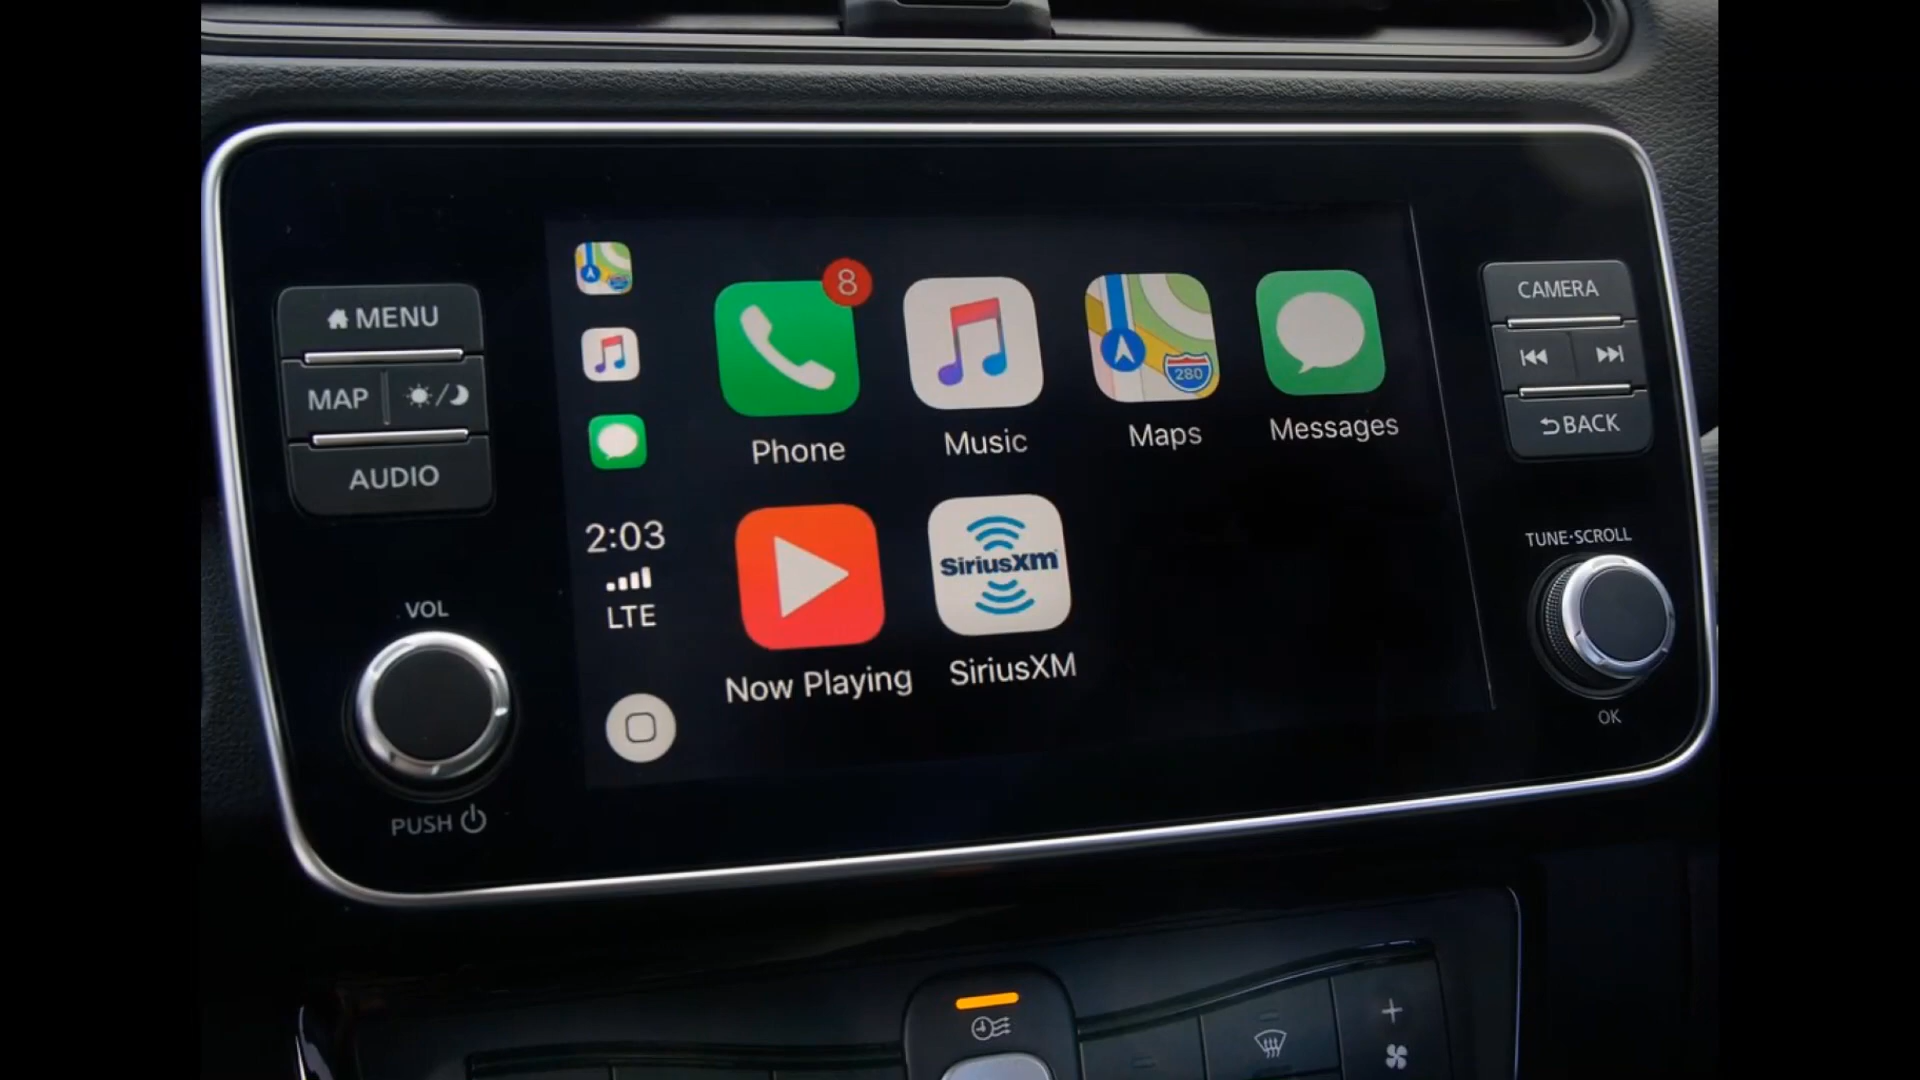 MENU
MAP
AUDIO
VOL
PUSH
8
Phone
Music
280
Maps
Messages
2:03
LTE
Now Playing
SiriusXM
SiriusXM
CAMERA
BACK
TUNE·SCROLL
OK